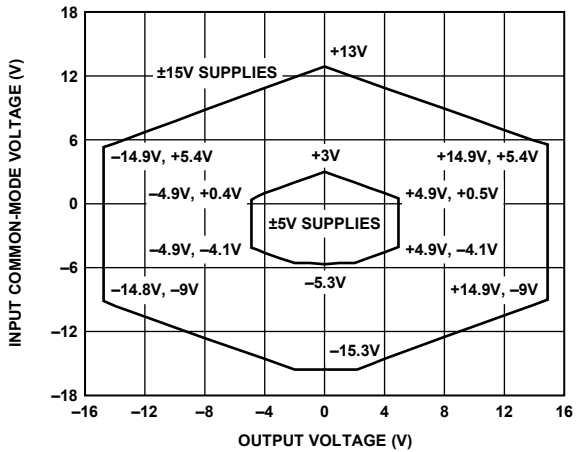 18
12
6
0
–6
–12
–18
INPUT COMMON-MODE VOLTAGE (V)
+13V
±15V SUPPLIES
–14.9V, +5.4V
+14.9V, +5.4V
+3V
–4.9V, +0.4V
+4.9V, +0.5V
±5V SUPPLIES
–4.9V, –4.1V
+4.9V, –4.1V
–5.3V
–14.8V, –9V
+14.9V, –9V
–15.3V
–16
–12
–8
–4
0
4
8
12
16
OUTPUT VOLTAGE (V)